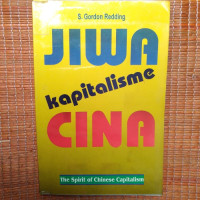 S. Gordon Redding
JIWA
kapitalisme
CINA
The Spirit of Chinese Capitalism